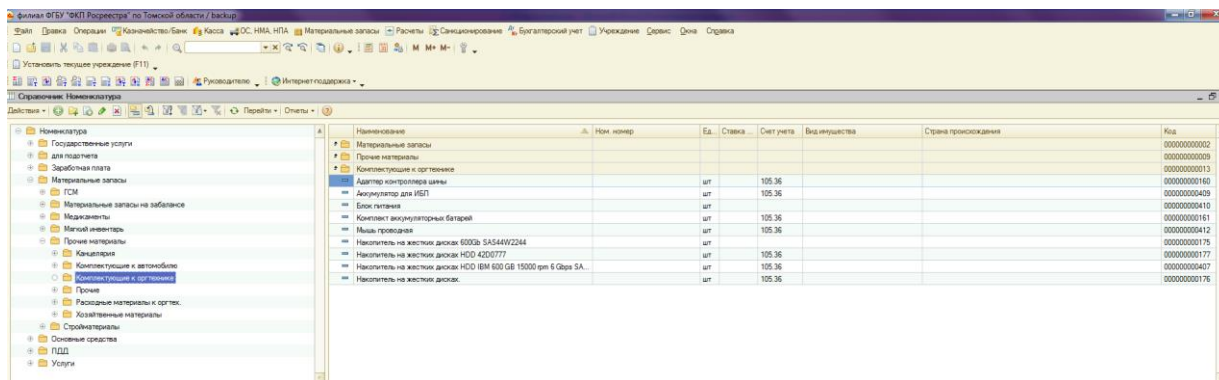 филиал ФГБУ "ФКП Росреестра" по Томской области / backup
Файл Правка Операции Казначейство/Банк Касса ОС, НМА, НПА Материальные запасы Расчеты Санкционирование Бухгалтерский учет Учреждение Сервис Окна Справка
M M+ M-
Установить текущее учреждение (F11)
Руководителю Интернет-поддержка
Справочник Номенклатура
Действия Перейти Отчеты
Наименование Ном. номер Ед... Ставка ... Счет учета Вид имущества Страна происхождения Код
Номенклатура
Государственные услуги
для подотчета
Заработная плата
Материальные запасы
ГСМ
Материальные запасы на забалансе
Медикаменты
Мягкий инвентарь
Прочие материалы
Канцелярия
Комплектующие к автомобилю
Комплектующие к оргтехнике
Прочие
Расходные материалы к оргтех.
Хозяйственные материалы
Стройматериалы
Основные средства
ПДД
Услуги
Материальные запасы 000000000002
Прочие материалы 000000000009
Комплектующие к оргтехнике 000000000013
Адаптер контроллера шины шт 105.36 000000000160
Аккумулятор для ИБП шт 105.36 000000000409
Блок питания шт 000000000410
Комплект аккумуляторных батарей шт 105.36 000000000161
Мышь проводная шт 105.36 000000000412
Накопитель на жестких дисках 600Gb SAS44W2244 шт 000000000175
Накопитель на жестких дисках HDD 42D0777 шт 105.36 000000000177
Накопитель на жестких дисках HDD IBM 600 GB 15000 rpm 6 Gbps SA... шт 105.36 000000000407
Накопитель на жестких дисках. шт 105.36 000000000176